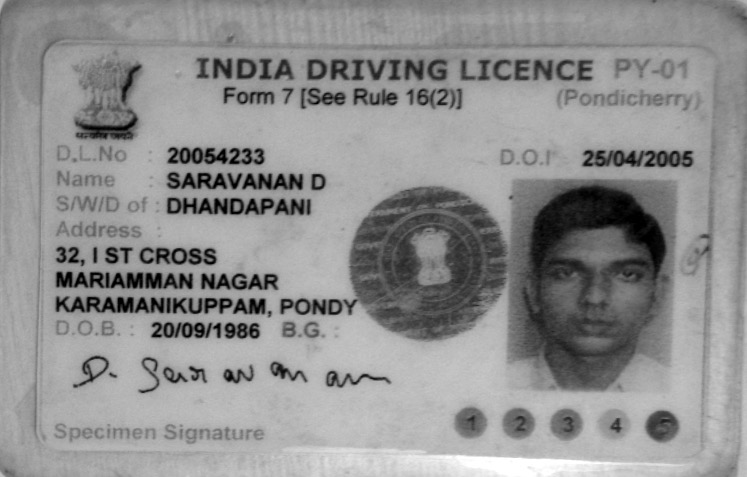 INDIA DRIVING LICENCE PY-01
Form 7 [See Rule 16(2)] (Pondicherry)
D.L.No : 20054233 D.O.I 25/04/2005
Name : SARAVANAN D
S/W/D of : DHANDAPANI
Address :
32, I ST CROSS
MARIAMMAN NAGAR
KARAMANIKUPPAM, PONDY
D.O.B. : 20/09/1986 B.G. :
D. Saravanan
Specimen Signature
1 2 3 4 5